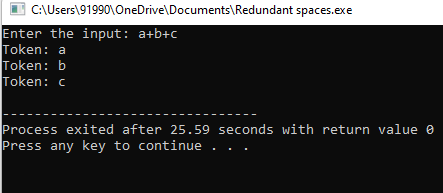 C:\Users\91990\OneDrive\Documents\Redundant spaces.exe
Enter the input: a+b+c
Token: a
Token: b
Token: c
--------------------------------
Process exited after 25.59 seconds with return value 0
Press any key to continue . . .